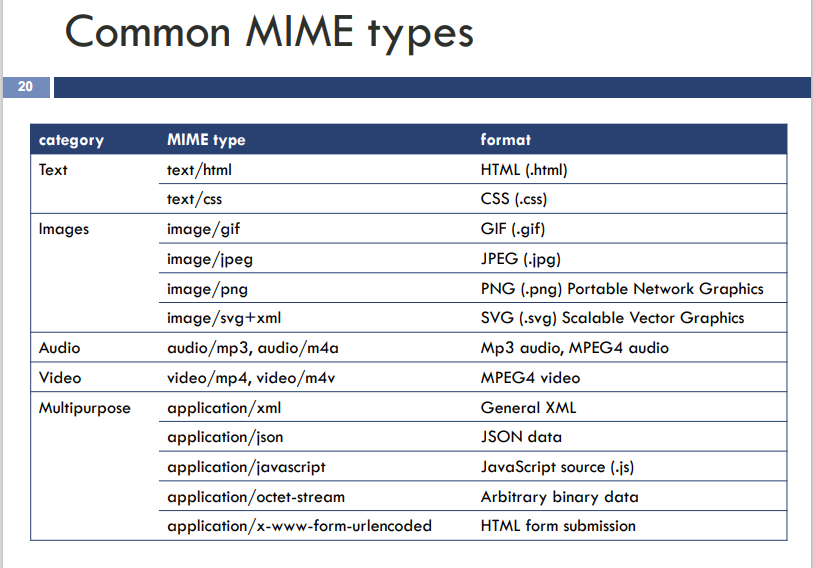 Common MIME types
20
category MIME type format
Text text/html HTML (.html)
text/css CSS (.css)
Images image/gif GIF (.gif)
image/jpeg JPEG (.jpg)
image/png PNG (.png) Portable Network Graphics
image/svg+xml SVG (.svg) Scalable Vector Graphics
Audio audio/mp3, audio/m4a Mp3 audio, MPEG4 audio
Video video/mp4, video/m4v MPEG4 video
Multipurpose application/xml General XML
application/json JSON data
application/javascript JavaScript source (.js)
application/octet-stream Arbitrary binary data
application/x-www-form-urlencoded HTML form submission